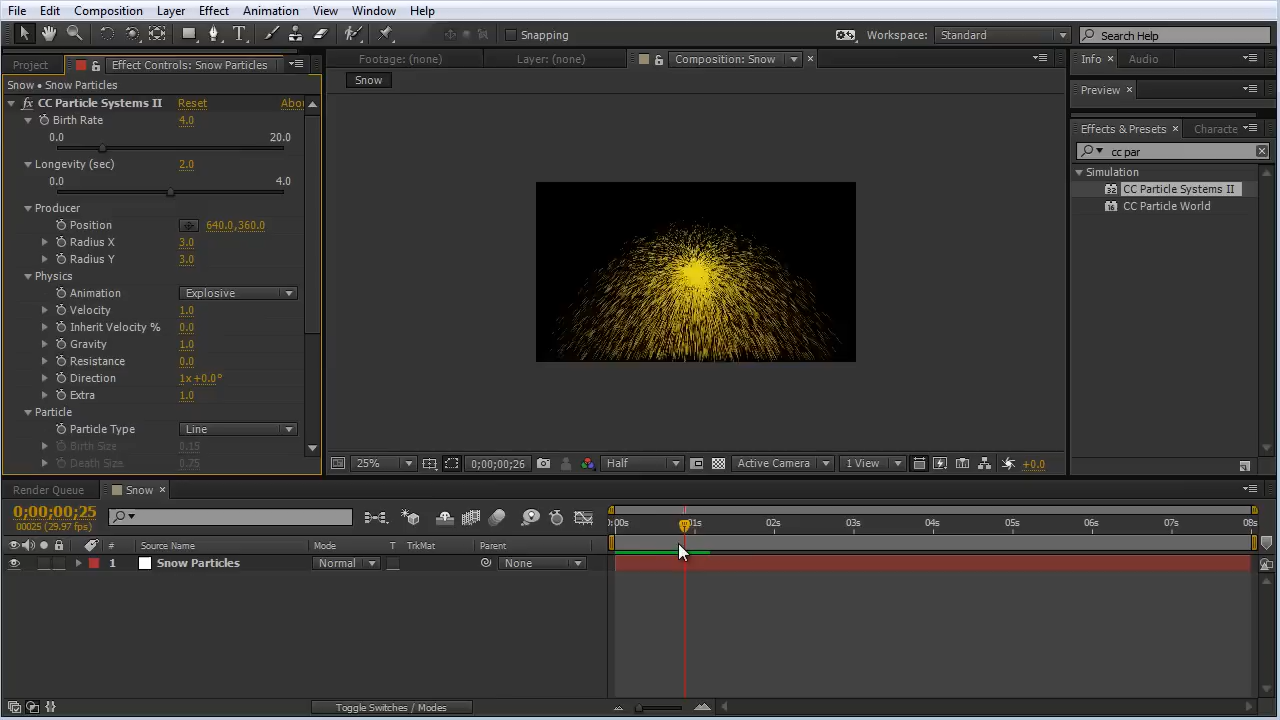 File Edit Composition Layer Effect Animation View Window Help
Snapping Workspace: Standard Search Help
Project Effect Controls: Snow Particles
Footage: (none) Layer: (none) Composition: Snow
Info Audio
Snow • Snow Particles
Snow
Preview
CC Particle Systems II Reset
Birth Rate 4.0
0.0 20.0
Effects & Presets Characte
cc par
Longevity (sec) 2.0
0.0 4.0
Simulation
CC Particle Systems II
CC Particle World
Producer
Position 640.0,360.0
Radius X 3.0
Radius Y 3.0
Physics
Animation Explosive
Velocity 1.0
Inherit Velocity % 0.0
Gravity 1.0
Resistance 0.0
Direction 1x+0.0°
Extra 1.0
Particle
Particle Type Line
Birth Size 0.15
Death Size 0.75
25% 0;00;00;26 Half Active Camera 1 View +0.0
Render Queue Snow
0;00;00;25
00025 (29.97 fps)
:00s 01s 02s 03s 04s 05s 06s 07s 08s
# Source Name Mode T TrkMat Parent
1 Snow Particles Normal None
Toggle Switches / Modes